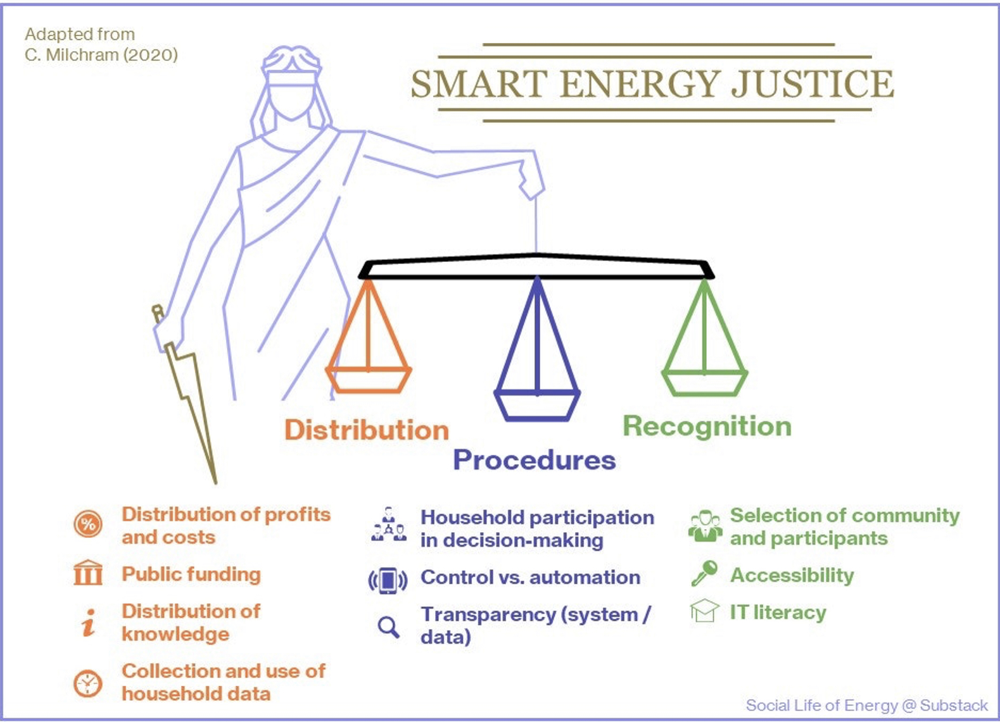 Adapted from
C. Milchram (2020)
SMART ENERGY JUSTICE
Distribution
Procedures
Recognition
%
Distribution of profits
and costs
Public funding
i
Distribution of
knowledge
Collection and use of
household data
Household participation
in decision-making
Control vs. automation
Transparency (system /
data)
Selection of community
and participants
Accessibility
IT literacy
Social Life of Energy @ Substack